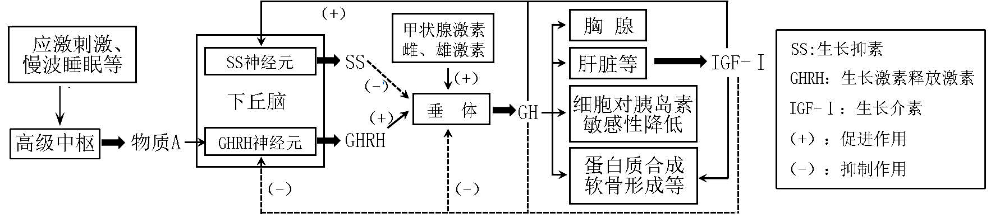 应激刺激、
慢波睡眠等
高级中枢
物质A
(+)
SS神经元
下丘脑
GHRH神经元
(-)
SS
(-)
(+)
GHRH
甲状腺激素
雌、雄激素
(+)
垂 体
(-)
GH
胸 腺
肝脏等
细胞对胰岛素
敏感性降低
蛋白质合成
软骨形成等
IGF-Ⅰ
SS:生长抑素
GHRH:生长激素释放激素
IGF-Ⅰ:生长介素
(+):促进作用
(-):抑制作用